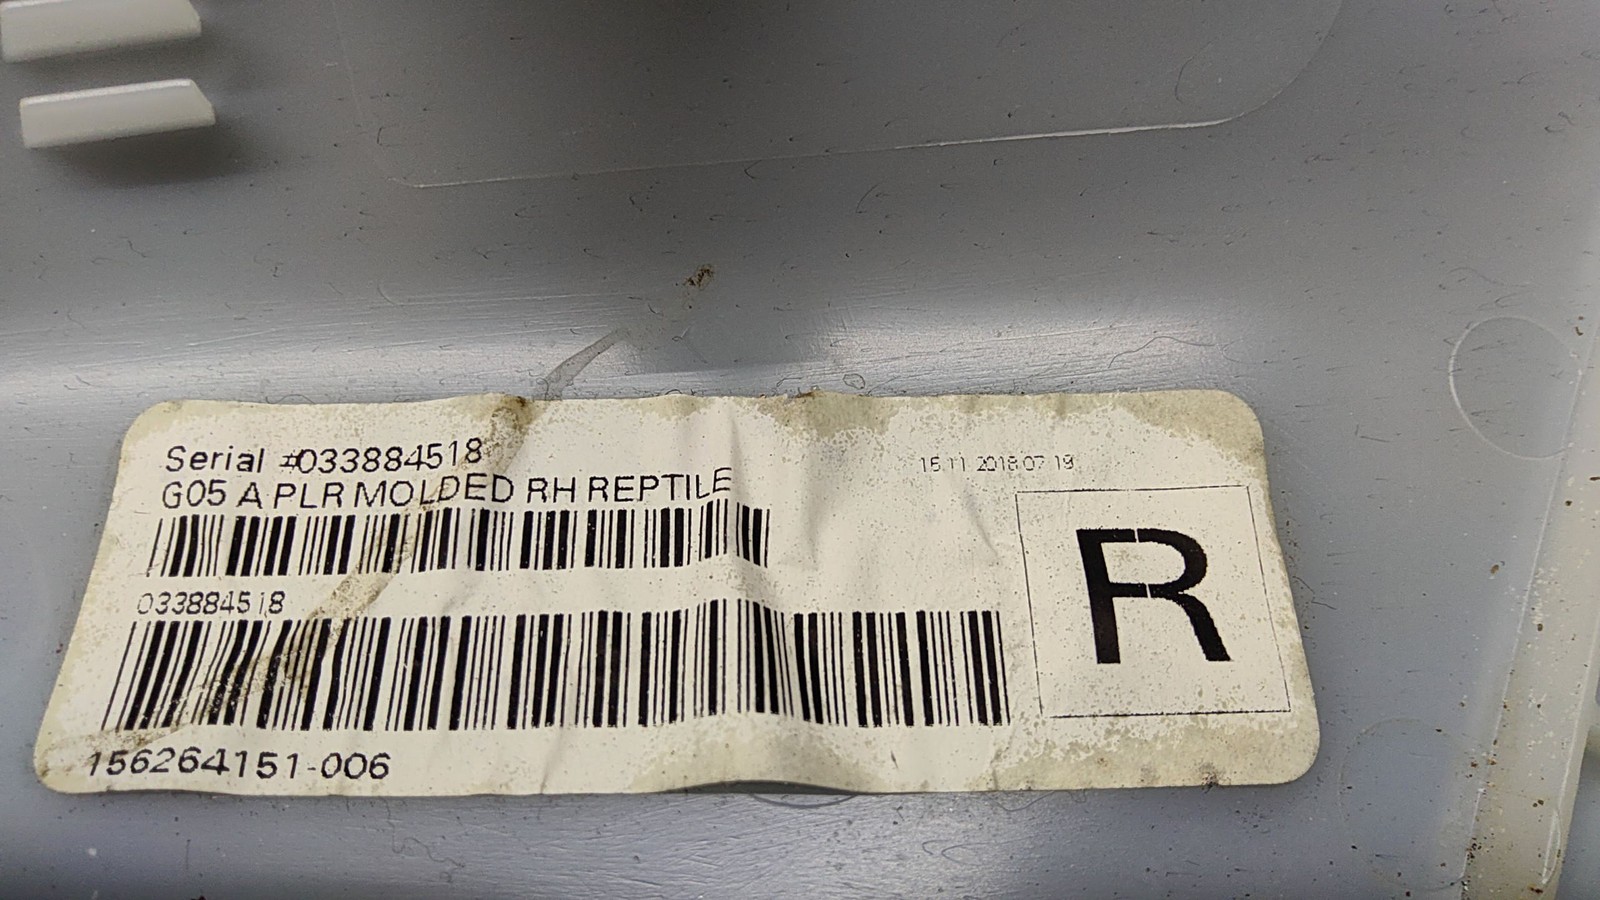 Serial #033884518
G05 A PLR MOLDED RH REPTILE
15.11.2018 07:19
R
033884518
156264151-006